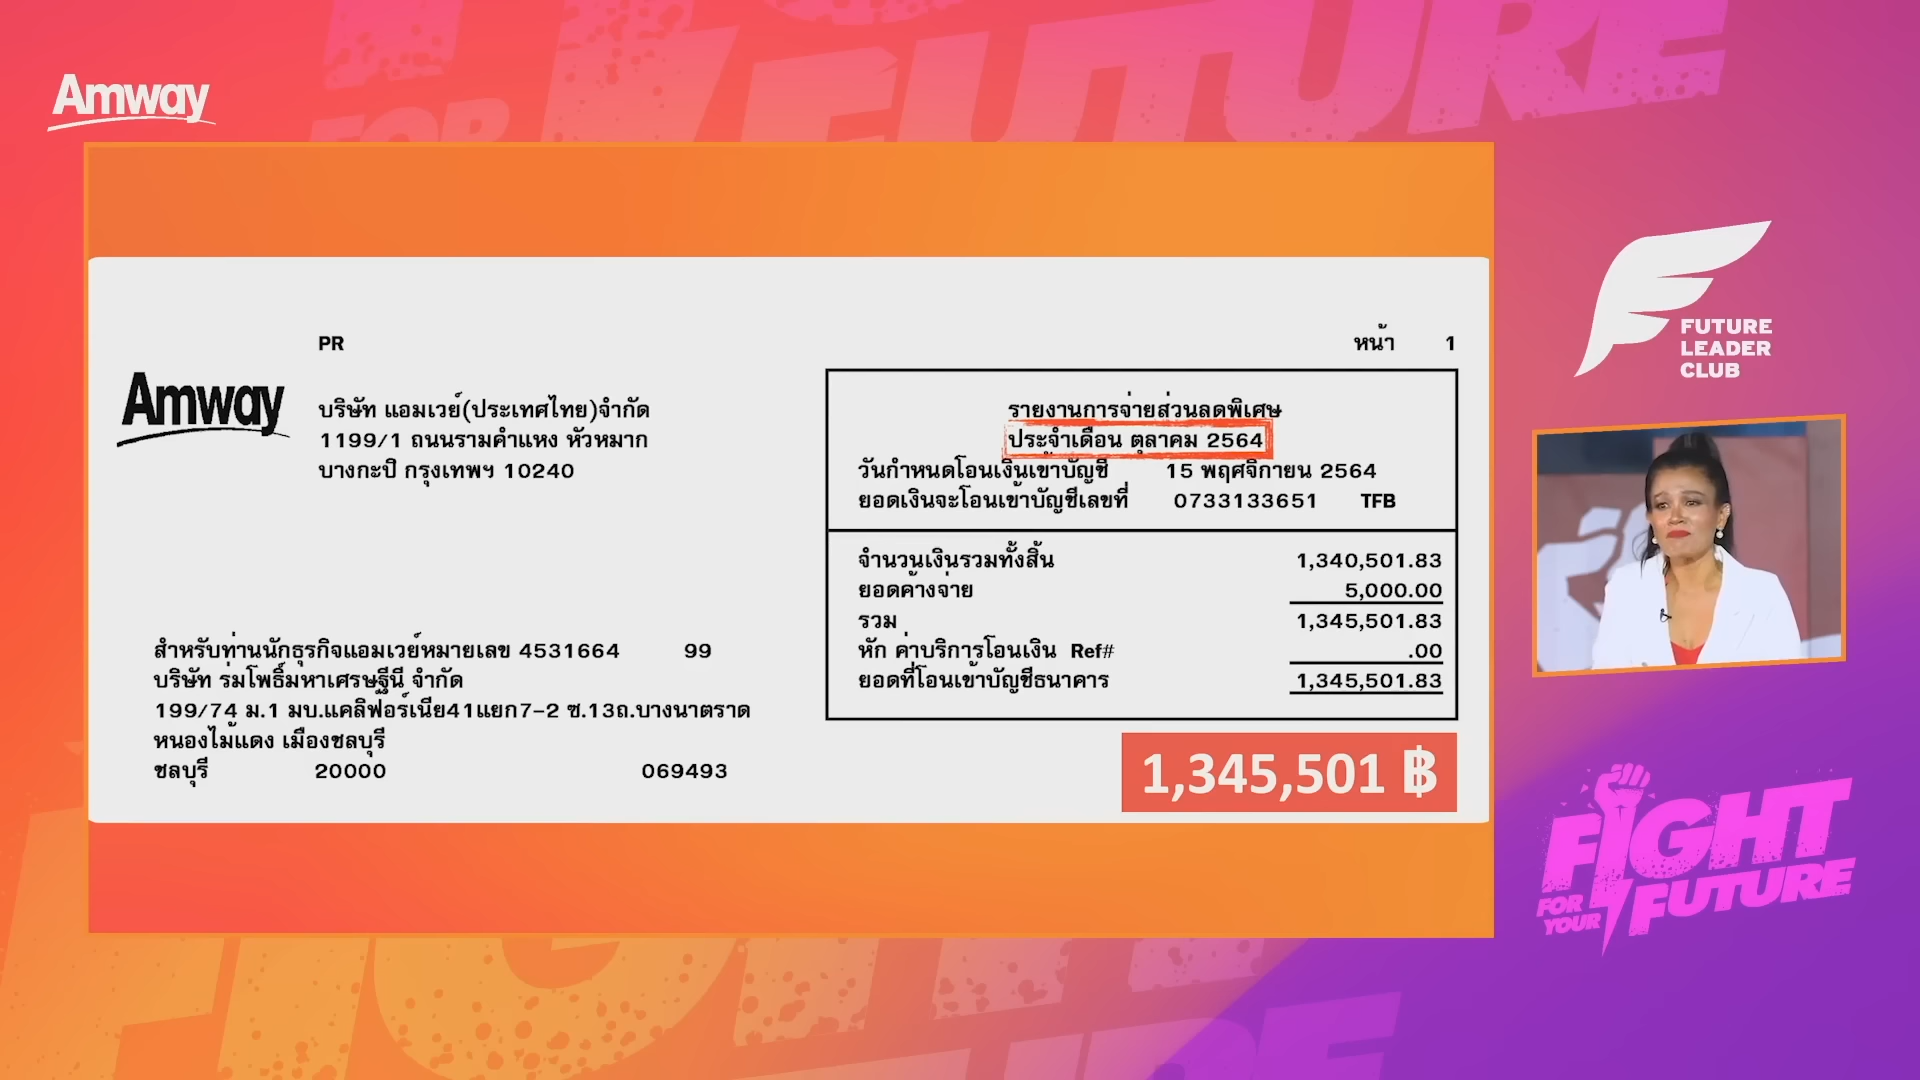 Amway
PR
หน้า 1
Amway
บริษัท แอมเวย์(ประเทศไทย)จำกัด
1199/1 ถนนรามคำแหง หัวหมาก
บางกะปิ กรุงเทพฯ 10240
รายงานการจ่ายส่วนลดพิเศษ
ประจำเดือน ตุลาคม 2564
วันกำหนดโอนเงินเข้าบัญชี 15 พฤศจิกายน 2564
ยอดเงินจะโอนเข้าบัญชีเลขที่ 0733133651 TFB
จำนวนเงินรวมทั้งสิ้น 1,340,501.83
ยอดค้างจ่าย 5,000.00
รวม 1,345,501.83
หัก ค่าบริการโอนเงิน Ref# .00
ยอดที่โอนเข้าบัญชีธนาคาร 1,345,501.83
สำหรับท่านนักธุรกิจแอมเวย์หมายเลข 4531664 99
บริษัท ร่มโพธิ์มหาเศรษฐีนี จำกัด
199/74 ม.1 มบ.แคลิฟอร์เนีย41แยก7-2 ซ.13ถ.บางนาตราด
หนองไม้แดง เมืองชลบุรี
ชลบุรี 20000 069493
1,345,501 ฿
FUTURE
LEADER
CLUB
FIGHT
FOR YOUR FUTURE